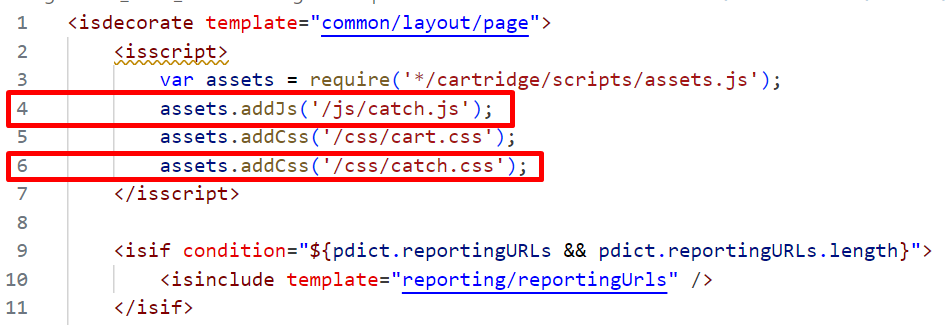 1 <isdecorate template="common/layout/page">
2 <isscript>
3 var assets = require('*/cartridge/scripts/assets.js');
4 assets.addJs('/js/catch.js');
5 assets.addCss('/css/cart.css');
6 assets.addCss('/css/catch.css');
7 </isscript>
8
9 <isif condition="${pdict.reportingURLs && pdict.reportingURLs.length}">
10 <isinclude template="reporting/reportingUrls" />
11 </isif>